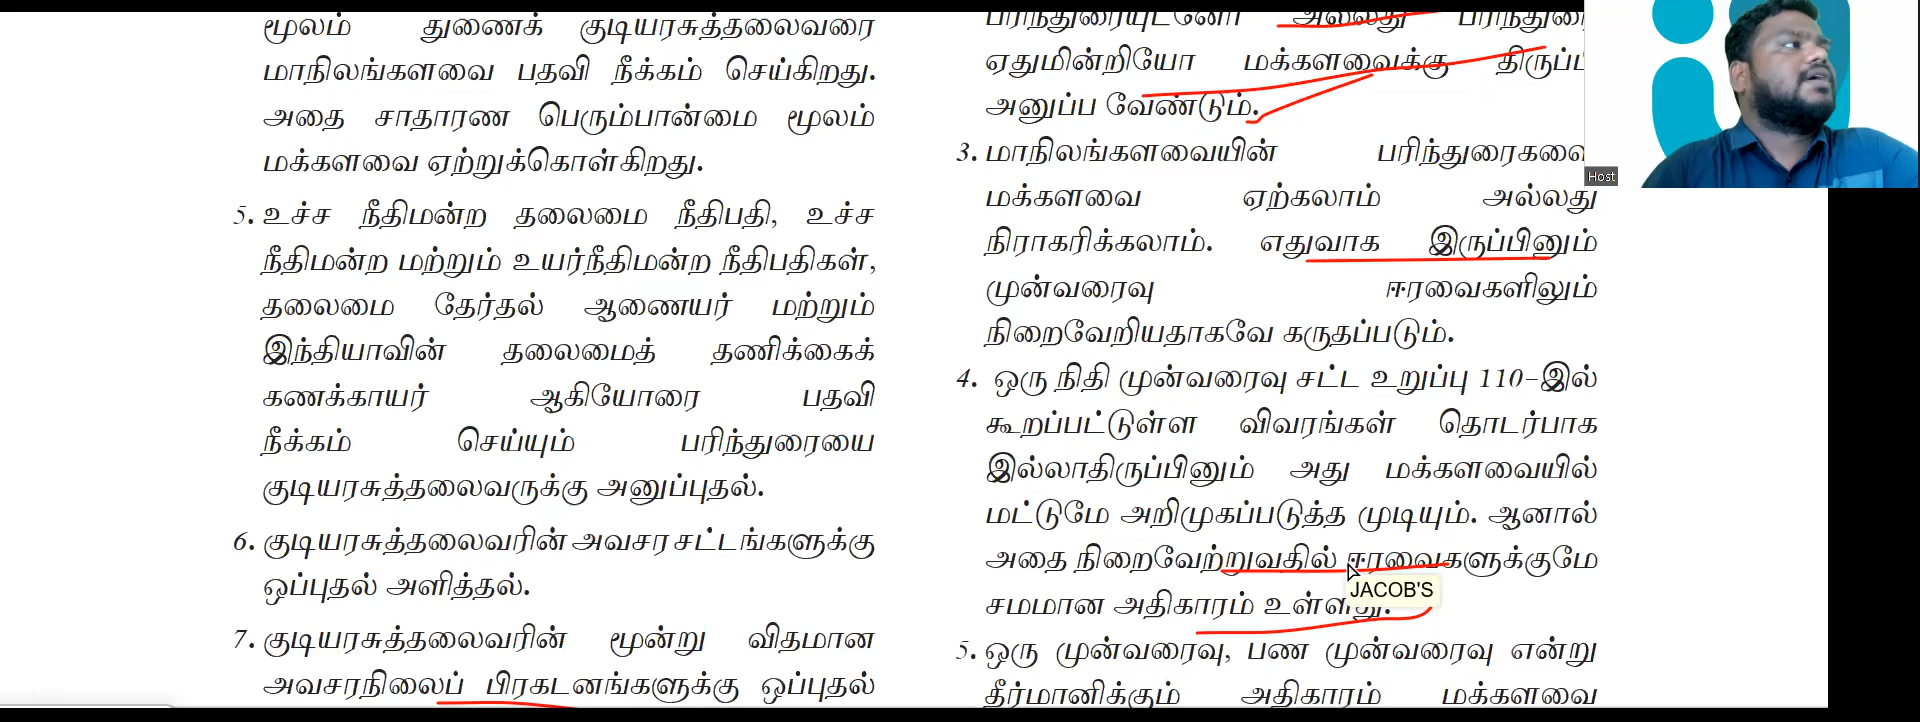 மூலம் துணைக் குடியரசுத்தலைவரை
மாநிலங்களவை பதவி நீக்கம் செய்கிறது.
அதை சாதாரண பெரும்பான்மை மூலம்
மக்களவை ஏற்றுக்கொள்கிறது.
5. உச்ச நீதிமன்ற தலைமை நீதிபதி, உச்ச
நீதிமன்ற மற்றும் உயர்நீதிமன்ற நீதிபதிகள்,
தலைமை தேர்தல் ஆணையர் மற்றும்
இந்தியாவின் தலைமைத் தணிக்கைக்
கணக்காயர் ஆகியோரை பதவி
நீக்கம் செய்யும் பரிந்துரையை
குடியரசுத்தலைவருக்கு அனுப்புதல்.
6. குடியரசுத்தலைவரின் அவசர சட்டங்களுக்கு
ஒப்புதல் அளித்தல்.
7. குடியரசுத்தலைவரின் மூன்று விதமான
அவசரநிலைப் பிரகடனங்களுக்கு ஒப்புதல்
பரிந்துரையுடனோ அல்லது
ஏதுமின்றியோ மக்களவைக்கு
அனுப்ப வேண்டும்.
3. மாநிலங்களவையின்
மக்களவை ஏற்கலாம் அல்லது
நிராகரிக்கலாம். எதுவாக இருப்பினும்
முன்வரைவு ஈரவைகளிலும்
நிறைவேறியதாகவே கருதப்படும்.
4. ஒரு நிதி முன்வரைவு சட்ட உறுப்பு 110-இல்
கூறப்பட்டுள்ள விவரங்கள் தொடர்பாக
இல்லாதிருப்பினும் அது மக்களவையில்
மட்டுமே அறிமுகப்படுத்த முடியும். ஆனால்
அதை நிறைவேற்றுவகில் ஈரவைகளுக்குமே
சமமான அதிகாரம் உள்ளது.
5. ஒரு முன்வரைவு, பண முன்வரைவு என்று
தீர்மானிக்கும் அதிகாரம் மக்களவை
Host
JACOB'S